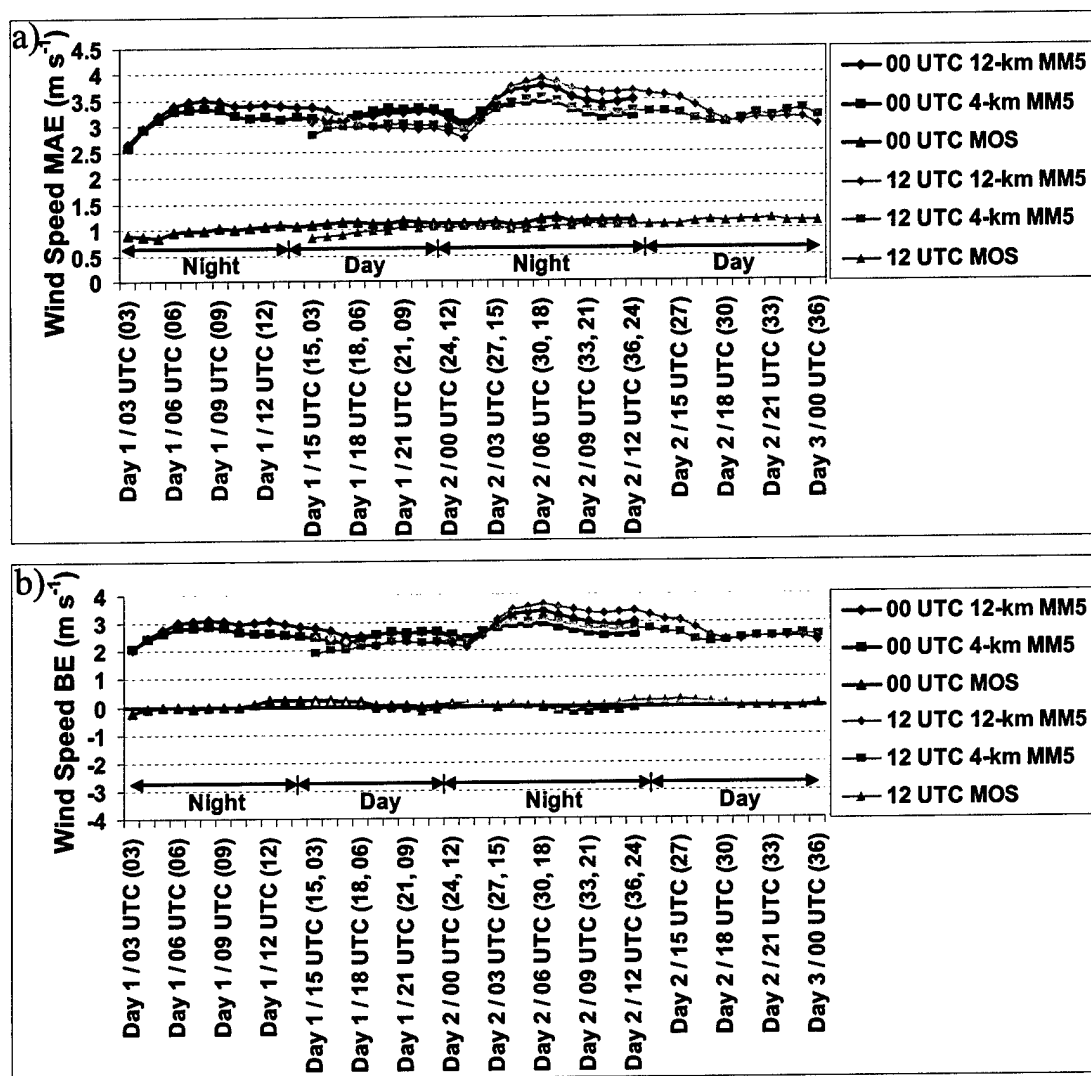 a)
Wind Speed MAE (m s-1)
4.5
4
3.5
3
2.5
2
1.5
1
0.5
0
Night
Day
Night
Day
Day 1 / 03 UTC (03)
Day 1 / 06 UTC (06)
Day 1 / 09 UTC (09)
Day 1 / 12 UTC (12)
Day 1 / 15 UTC (15, 03)
Day 1 / 18 UTC (18, 06)
Day 1 / 21 UTC (21, 09)
Day 2 / 00 UTC (24, 12)
Day 2 / 03 UTC (27, 15)
Day 2 / 06 UTC (30, 18)
Day 2 / 09 UTC (33, 21)
Day 2 / 12 UTC (36, 24)
Day 2 / 15 UTC (27)
Day 2 / 18 UTC (30)
Day 2 / 21 UTC (33)
Day 3 / 00 UTC (36)
00 UTC 12-km MM5
00 UTC 4-km MM5
00 UTC MOS
12 UTC 12-km MM5
12 UTC 4-km MM5
12 UTC MOS
b)
Wind Speed BE (m s-1)
4
3
2
1
0
-1
-2
-3
-4
Night
Day
Night
Day
Day 1 / 03 UTC (03)
Day 1 / 06 UTC (06)
Day 1 / 09 UTC (09)
Day 1 / 12 UTC (12)
Day 1 / 15 UTC (15, 03)
Day 1 / 18 UTC (18, 06)
Day 1 / 21 UTC (21, 09)
Day 2 / 00 UTC (24, 12)
Day 2 / 03 UTC (27, 15)
Day 2 / 06 UTC (30, 18)
Day 2 / 09 UTC (33, 21)
Day 2 / 12 UTC (36, 24)
Day 2 / 15 UTC (27)
Day 2 / 18 UTC (30)
Day 2 / 21 UTC (33)
Day 3 / 00 UTC (36)
00 UTC 12-km MM5
00 UTC 4-km MM5
00 UTC MOS
12 UTC 12-km MM5
12 UTC 4-km MM5
12 UTC MOS